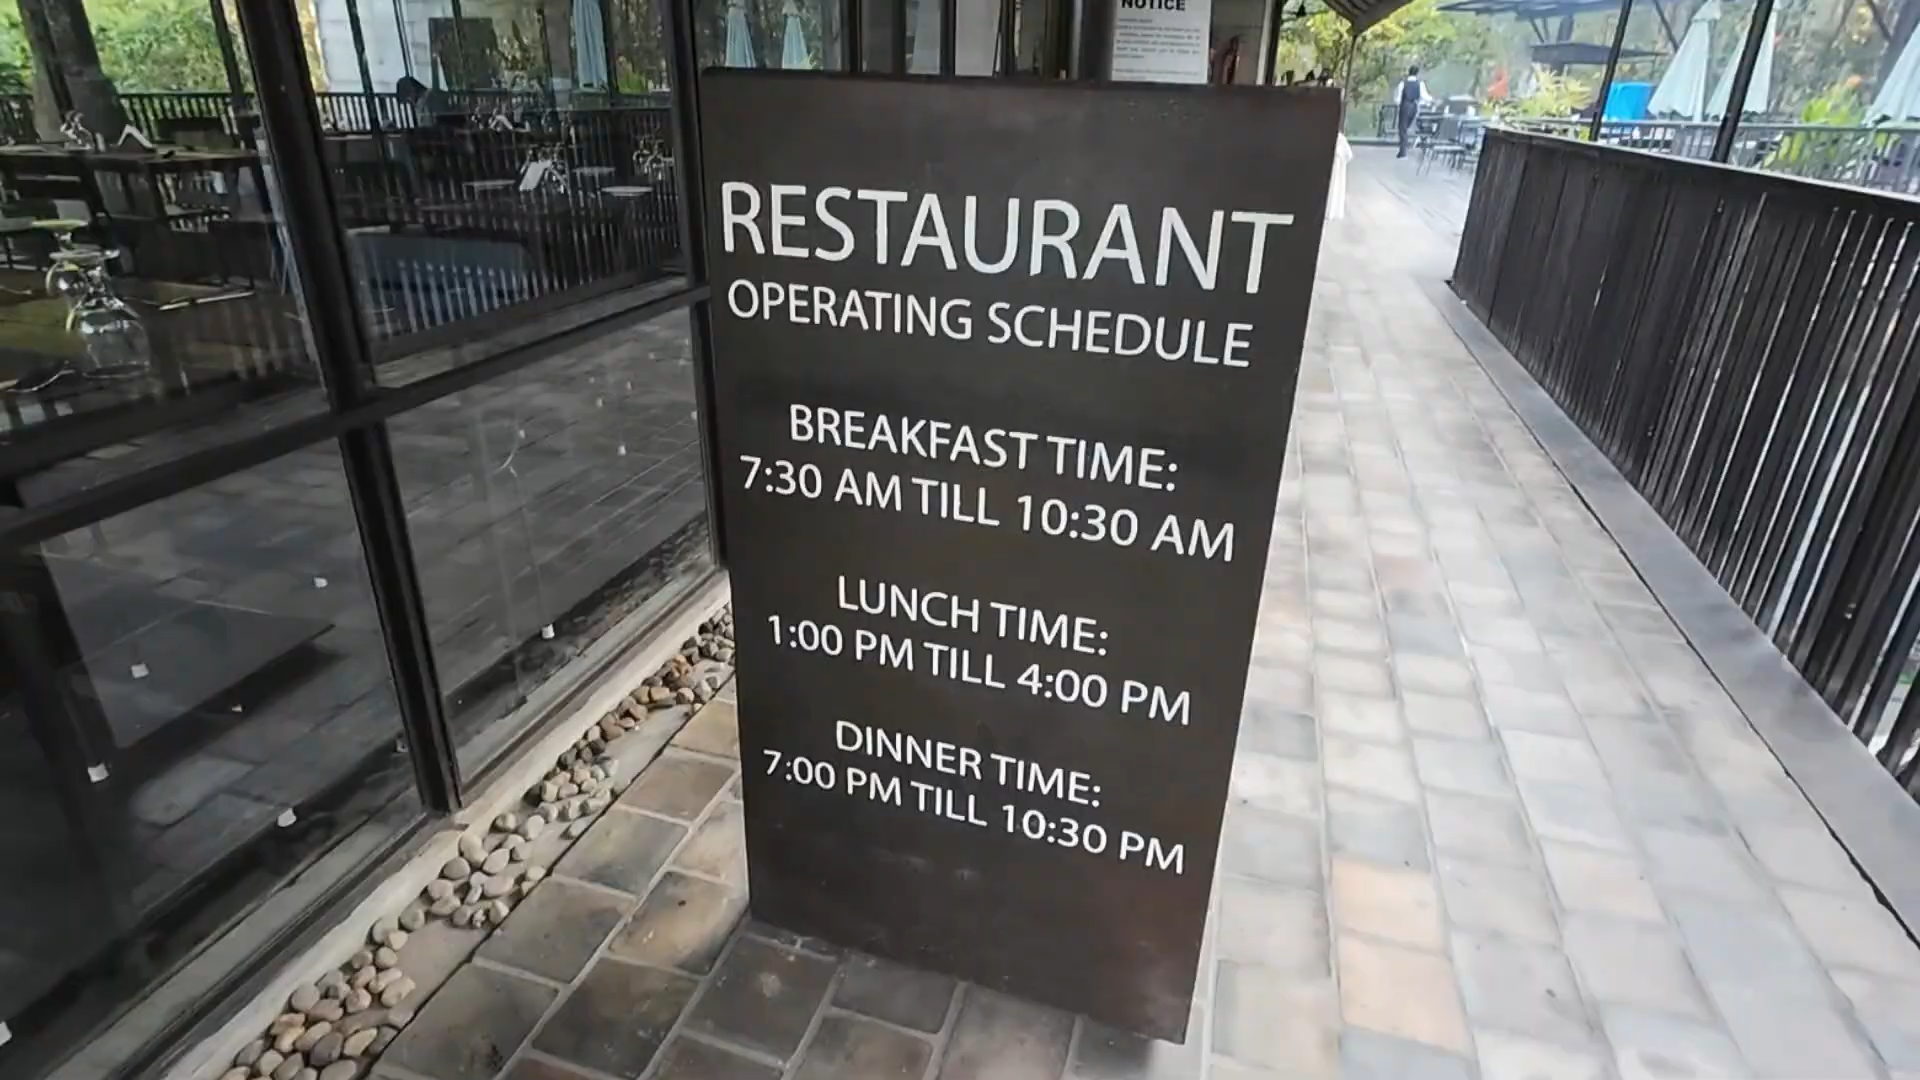 NOTICE
RESTAURANT
OPERATING SCHEDULE
BREAKFAST TIME:
7:30 AM TILL 10:30 AM
LUNCH TIME:
1:00 PM TILL 4:00 PM
DINNER TIME:
7:00 PM TILL 10:30 PM